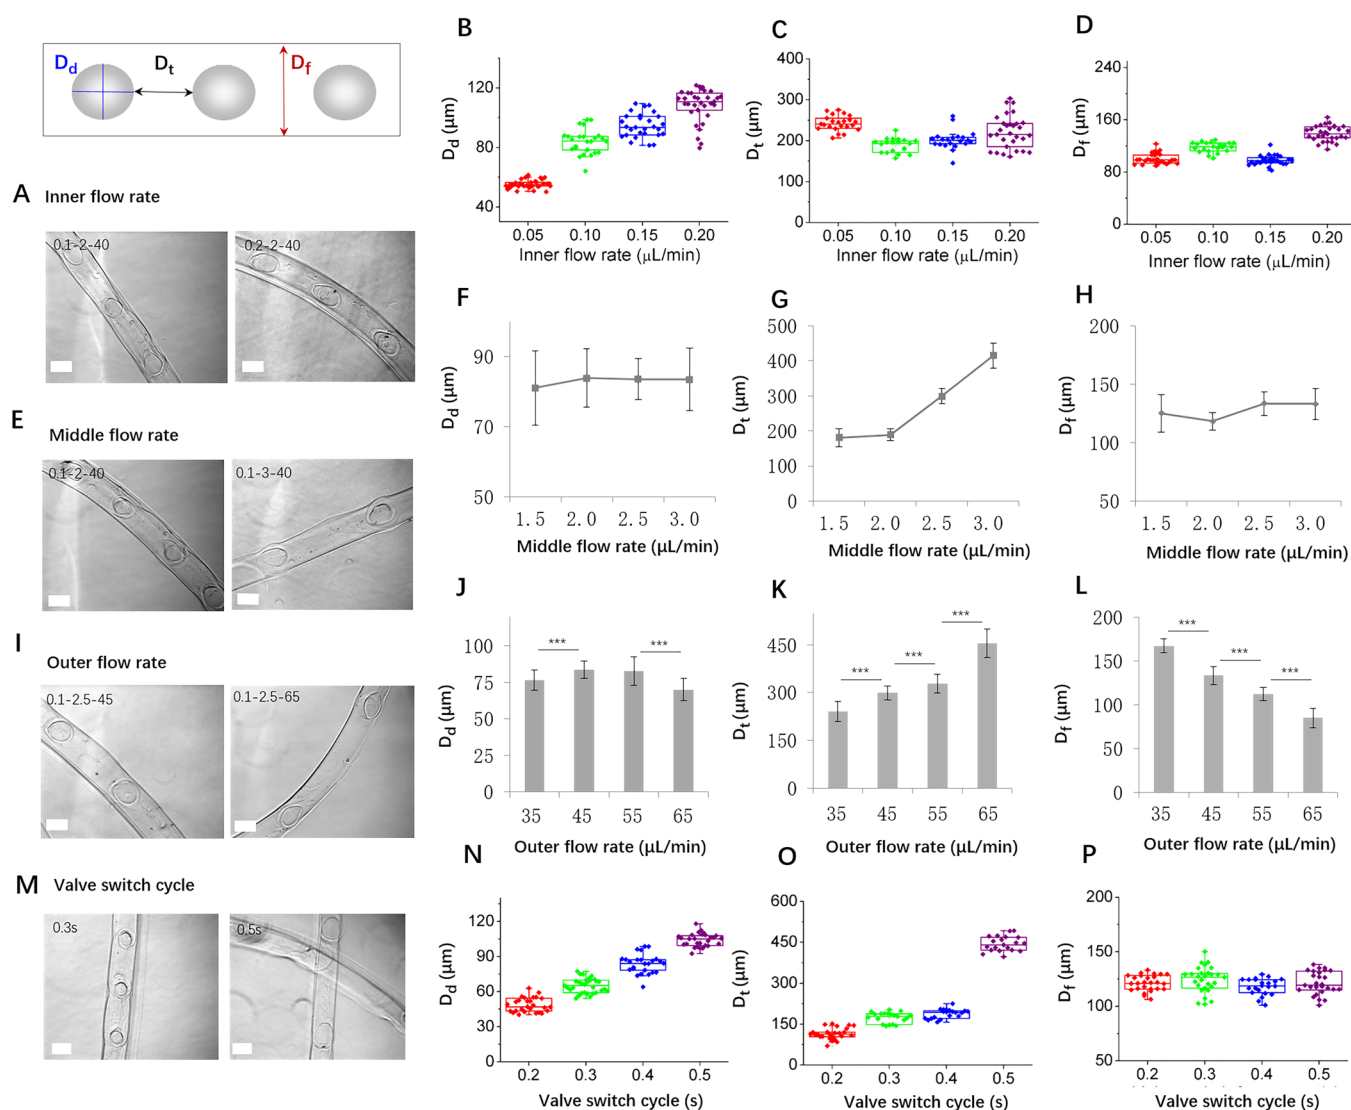 B
C
D
Dd
Dt
Df
Dd (μm)
120
80
40
0.05 0.10 0.15 0.20
Inner flow rate (μL/min)
Dt (μm)
400
300
200
100
0
0.05 0.10 0.15 0.20
Inner flow rate (μL/min)
Df (μm)
240
160
80
0
0.05 0.10 0.15 0.20
Inner flow rate (μL/min)
A Inner flow rate
0.1-2-40
0.2-2-40
E Middle flow rate
0.1-2-40
0.1-3-40
F
Dd (μm)
90
70
50
1.5 2.0 2.5 3.0
Middle flow rate (μL/min)
G
Dt (μm)
500
400
300
200
100
0
1.5 2.0 2.5 3.0
Middle flow rate (μL/min)
H
Df (μm)
200
150
100
50
1.5 2.0 2.5 3.0
Middle flow rate (μL/min)
I Outer flow rate
0.1-2.5-45
0.1-2.5-65
J
Dd (μm)
100
75
50
25
0
*** ***
35 45 55 65
Outer flow rate (μL/min)
K
Dt (μm)
450
300
150
0
*** *** ***
35 45 55 65
Outer flow rate (μL/min)
L
Df (μm)
200
150
100
50
0
*** *** ***
35 45 55 65
Outer flow rate (μL/min)
M Valve switch cycle
0.3s
0.5s
N
Dd (μm)
120
90
60
30
0
0.2 0.3 0.4 0.5
Valve switch cycle (s)
O
Dt (μm)
600
450
300
150
0
0.2 0.3 0.4 0.5
Valve switch cycle (s)
P
Df (μm)
200
150
100
50
0.2 0.3 0.4 0.5
Valve switch cycle (s)